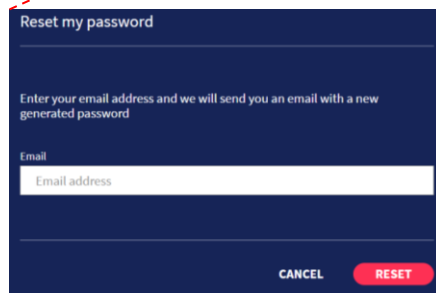 Reset my password
Enter your email address and we will send you an email with a new
generated password
Email
Email address
CANCEL
RESET